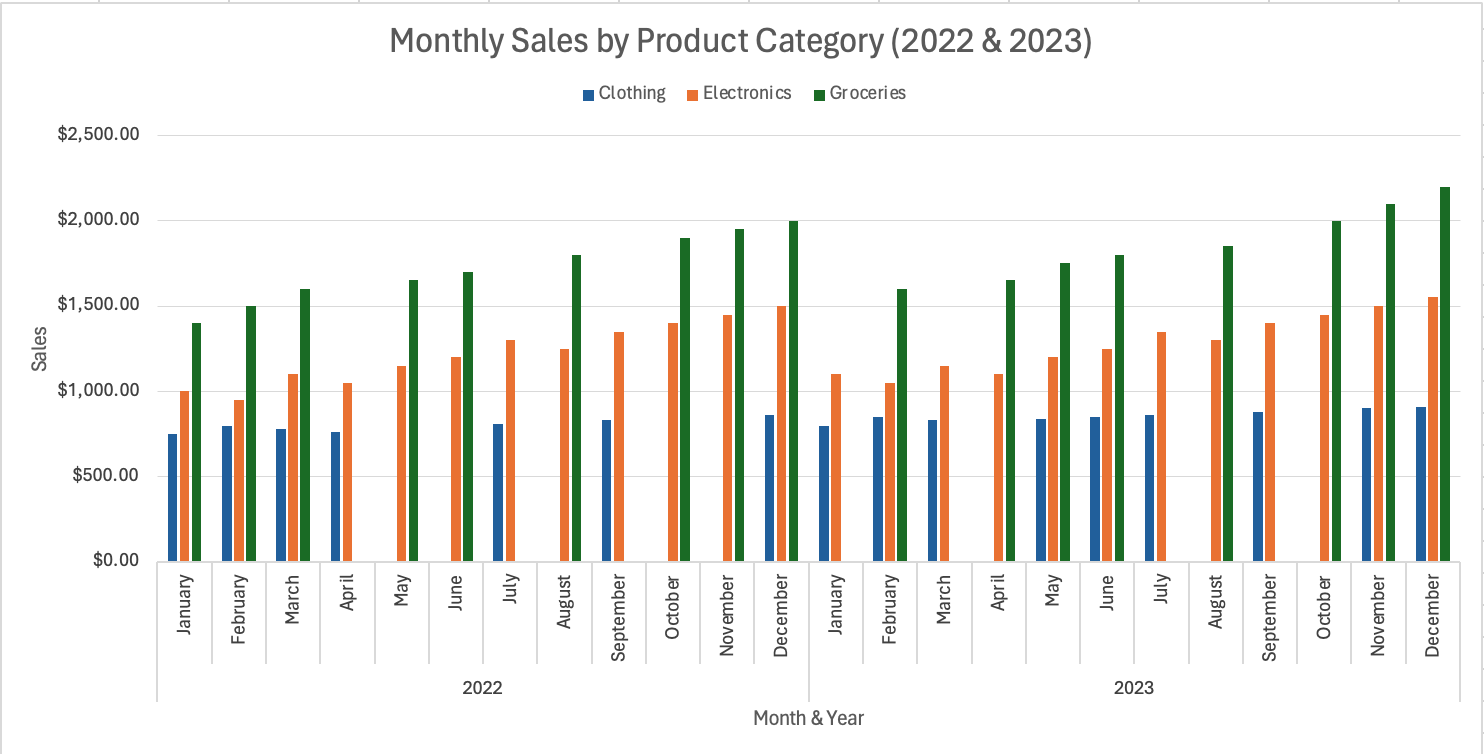 Monthly Sales by Product Category (2022 & 2023)
Clothing Electronics Groceries
$2,500.00
$2,000.00
$1,500.00
$1,000.00
$500.00
$0.00
Sales
January February March April May June July August September October November December January February March April May June July August September October November December
2022 2023
Month & Year